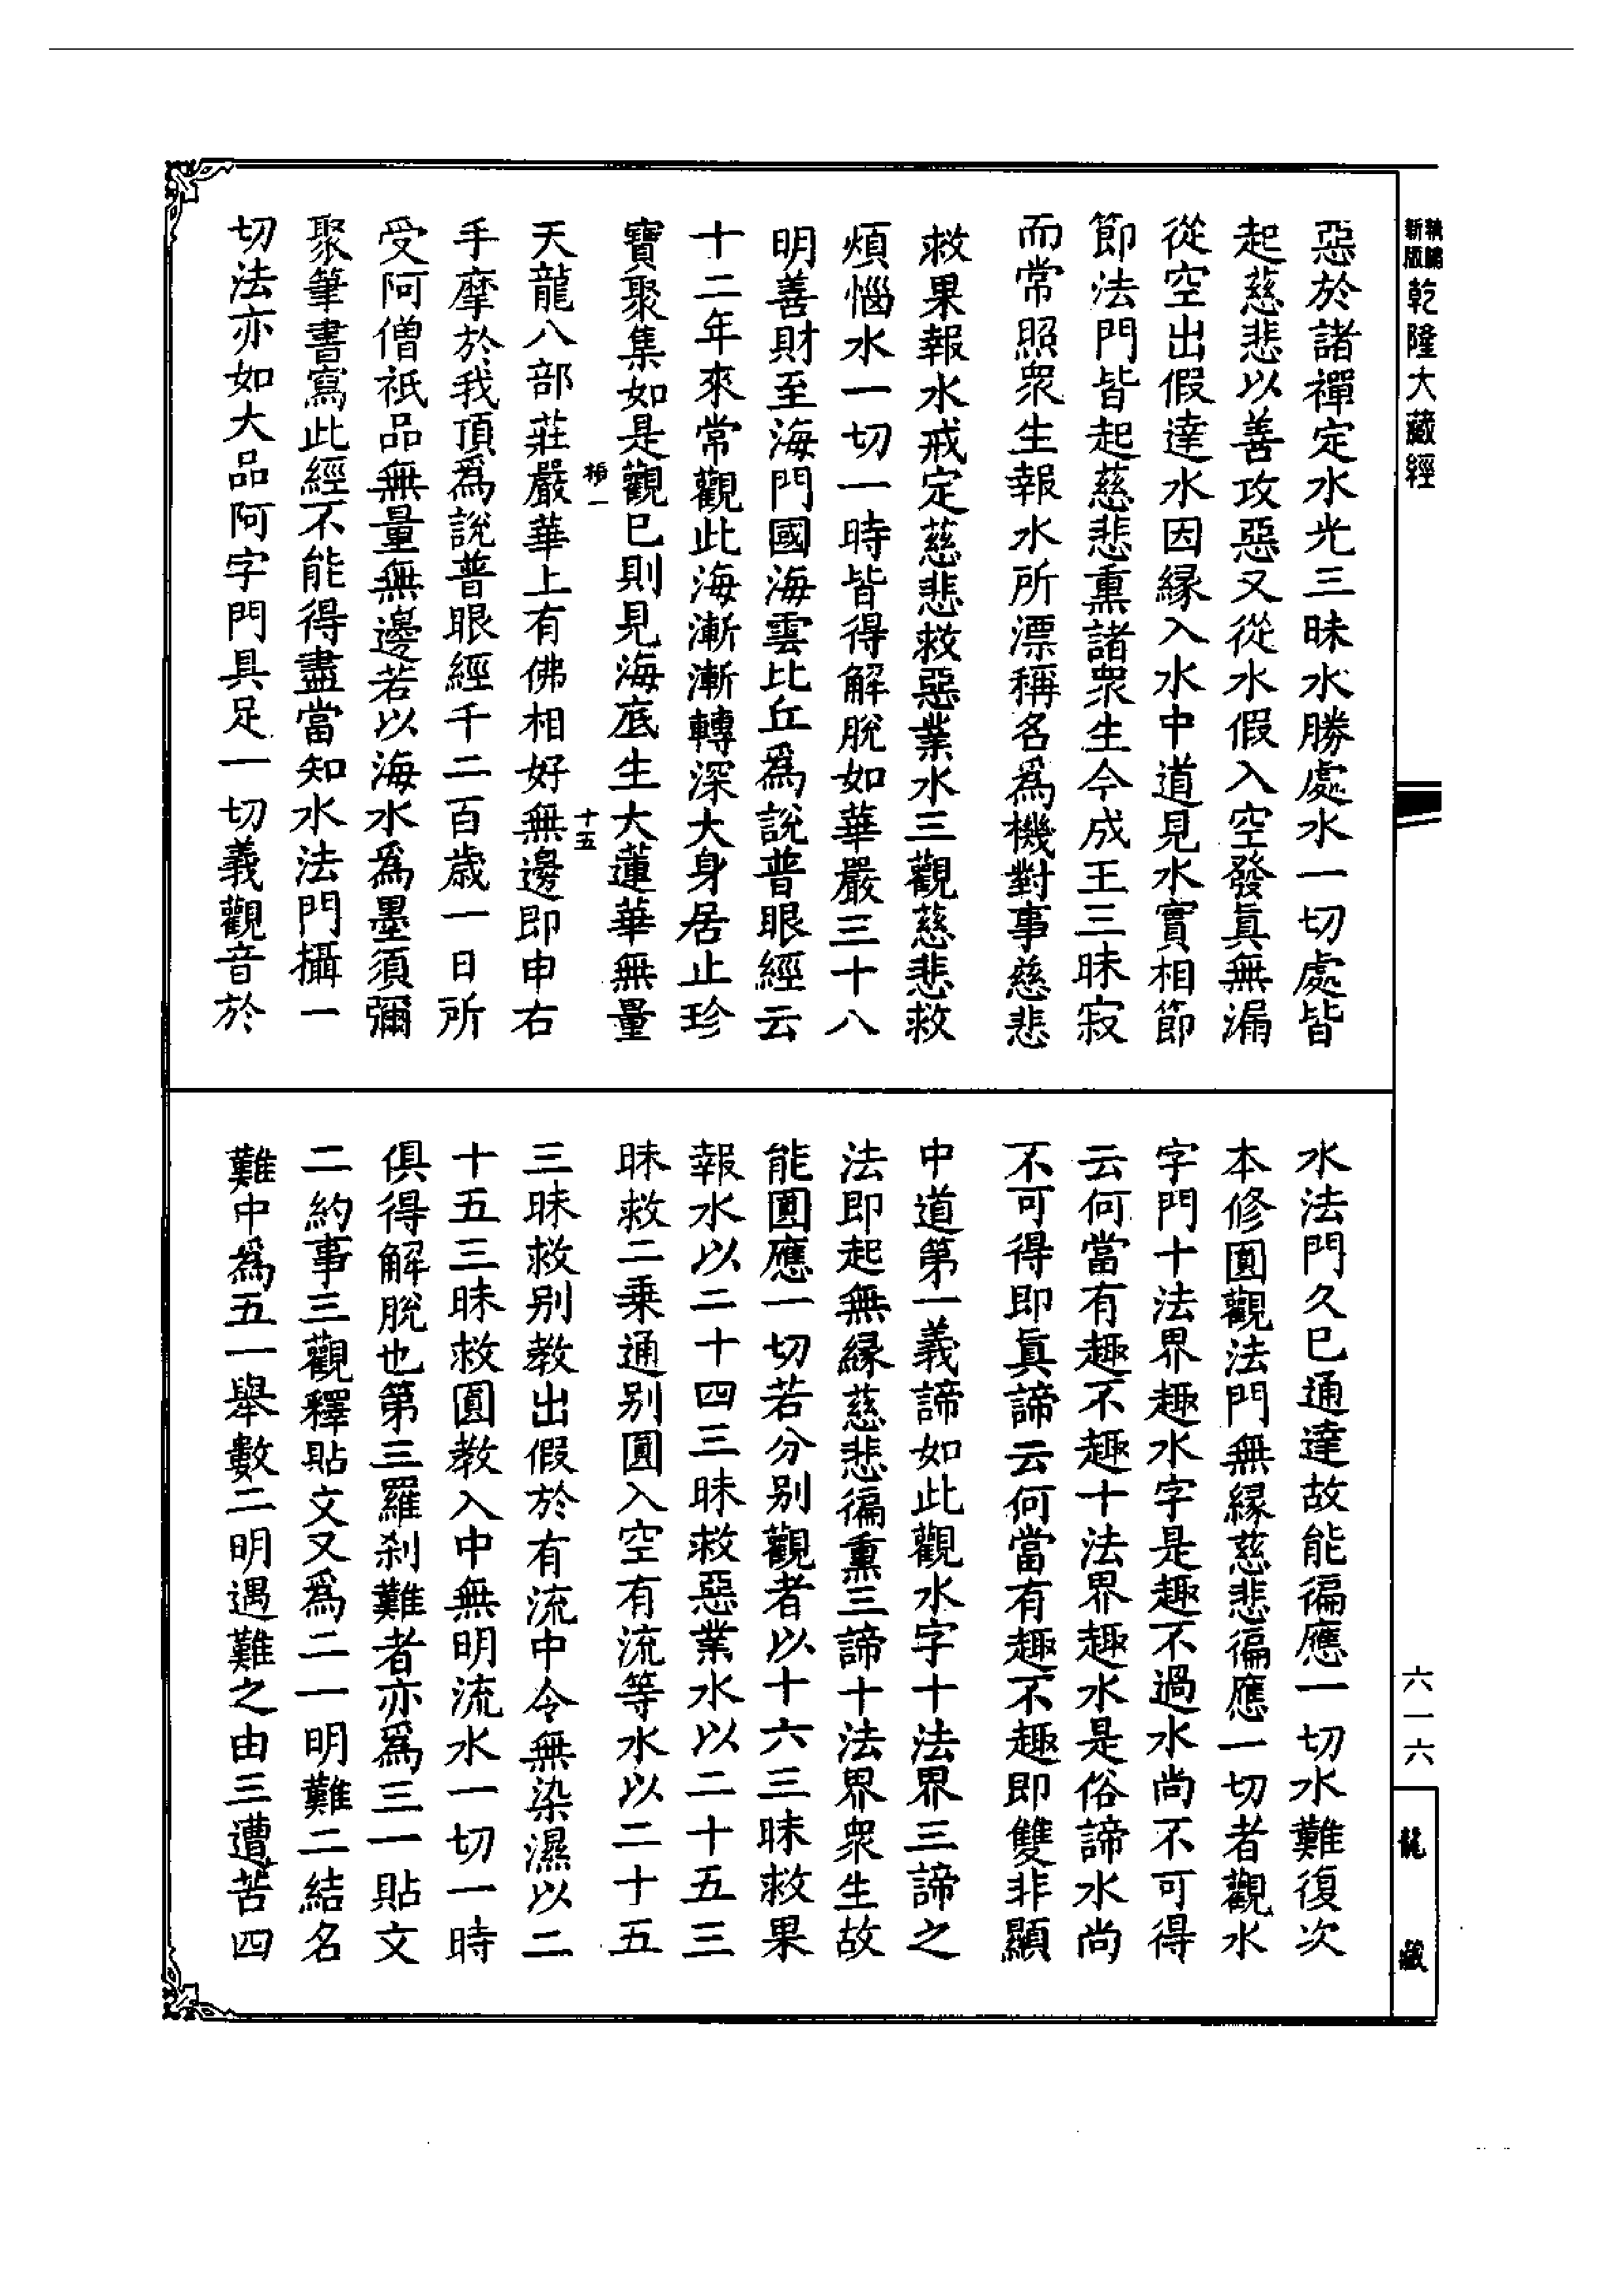 新版
乾隆大藏經
惡於諸禪定水光三昧水勝處水一切處皆
起慈悲以善攻惡又從水假入空發眞無漏
從空出假達水因緣入水中道見水實相節
節法門皆起慈悲熏諸衆生今成王三昧寂
而常照衆生報水所漂稱名爲機對事慈悲
救果報水戒定慈悲救惡業水三觀慈悲救
煩惱水一切一時皆得解脫如華嚴三十八
明善財至海門國海雲比丘爲說普眼經云
十二年來常觀此海漸漸轉深大身居止珍
寶聚集如是觀已則見海底生大蓮華無量
十五
天龍八部莊嚴華上有佛相好無邊即申右
手摩於我頂爲說普眼經千二百歲一日所
受阿僧祇品無量無邊若以海水爲墨須彌
聚筆書寫此經不能得盡當知水法門攝一
切法亦如大品阿字門具足一切義觀音於
水法門久已通達故能徧應一切水難復次
本修圓觀法門無緣慈悲徧應一切者觀水
字門十法界趣水字是趣不過水尚不可得
云何當有趣不趣十法界趣水是俗諦水尚
不可得即眞諦云何當有趣不趣即雙非顯
中道第一義諦如此觀水字十法界三諦之
法即起無緣慈悲徧熏三諦十法界衆生故
能圓應一切若分別觀者以十六三昧救果
報水以二十四三昧救惡業水以二十五三
昧救二乘通別圓入空有流等水以二十五
三昧救別教出假於有流中令無染濕以二
十五三昧救圓教入中無明流水一切一時
俱得解脫也第三羅刹難者亦爲三一貼文
二約事三觀釋貼文又爲二一明難二結名
難中爲五一舉數二明遇難之由三遭苦四
六一六
龍藏